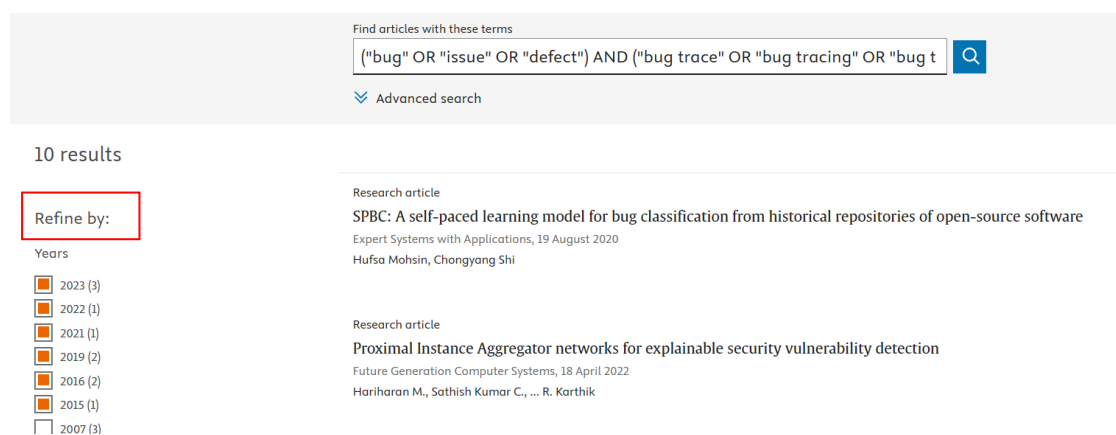 Find articles with these terms
("bug" OR "issue" OR "defect") AND ("bug trace" OR "bug tracing" OR "bug t
Advanced search
10 results
Refine by:
Years
2023 (3)
2022 (1)
2021 (1)
2019 (2)
2016 (2)
2015 (1)
2007 (3)
Research article
SPBC: A self-paced learning model for bug classification from historical repositories of open-source software
Expert Systems with Applications, 19 August 2020
Hufsa Mohsin, Chongyang Shi
Research article
Proximal Instance Aggregator networks for explainable security vulnerability detection
Future Generation Computer Systems, 18 April 2022
Hariharan M., Sathish Kumar C., ... R. Karthik